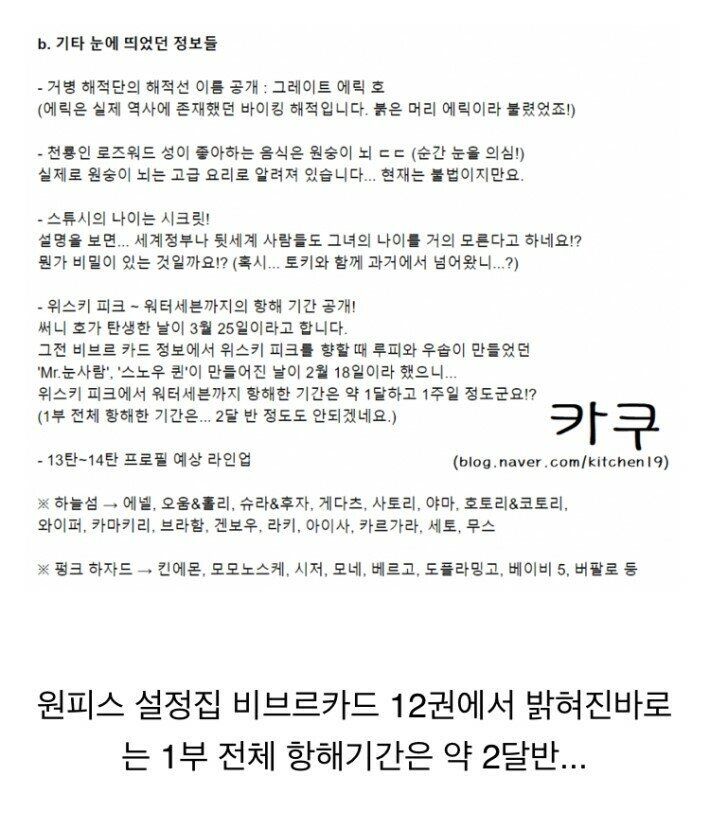 b. 기타 눈에 띄었던 정보들
- 거병 해적단의 해적선 이름 공개 : 그레이트 에릭 호
(에릭은 실제 역사에 존재했던 바이킹 해적입니다. 붉은 머리 에릭이라 불렸었죠!)
- 천룡인 로즈워드 성이 좋아하는 음식은 원숭이 뇌 ㄷㄷ (순간 눈을 의심!)
실제로 원숭이 뇌는 고급 요리로 알려져 있습니다... 현재는 불법이지만요.
- 스튜시의 나이는 시크릿!
설명을 보면... 세계정부나 뒷세계 사람들도 그녀의 나이를 거의 모른다고 하네요!?
뭔가 비밀이 있는 것일까요!? (혹시... 토키와 함께 과거에서 넘어왔니...?)
- 위스키 피크 ~ 워터세븐까지의 항해 기간 공개!
써니 호가 탄생한 날이 3월 25일이라고 합니다.
그전 비브르 카드 정보에서 위스키 피크를 향할 때 루피와 우솝이 만들었던
'Mr.눈사람', '스노우 퀸'이 만들어진 날이 2월 18일이라 했으니...
위스키 피크에서 워터세븐까지 항해한 기간은 약 1달하고 1주일 정도군요!?
(1부 전체 항해한 기간은... 2달 반 정도도 안되겠네요.)
카쿠
- 13탄~14탄 프로필 예상 라인업
(blog.naver.com/kitchen19)
※ 하늘섬 → 에넬, 오움&홀리, 슈라&후자, 게다츠, 사토리, 야마, 호토리&코토리,
와이퍼, 카마키리, 브라함, 겐보우, 라키, 아이사, 카르가라, 세토, 무스
※ 펑크 하자드 → 킨에몬, 모모노스케, 시저, 모네, 베르고, 도플라밍고, 베이비 5, 버팔로 등
원피스 설정집 비브르카드 12권에서 밝혀진바로
는 1부 전체 항해기간은 약 2달반...